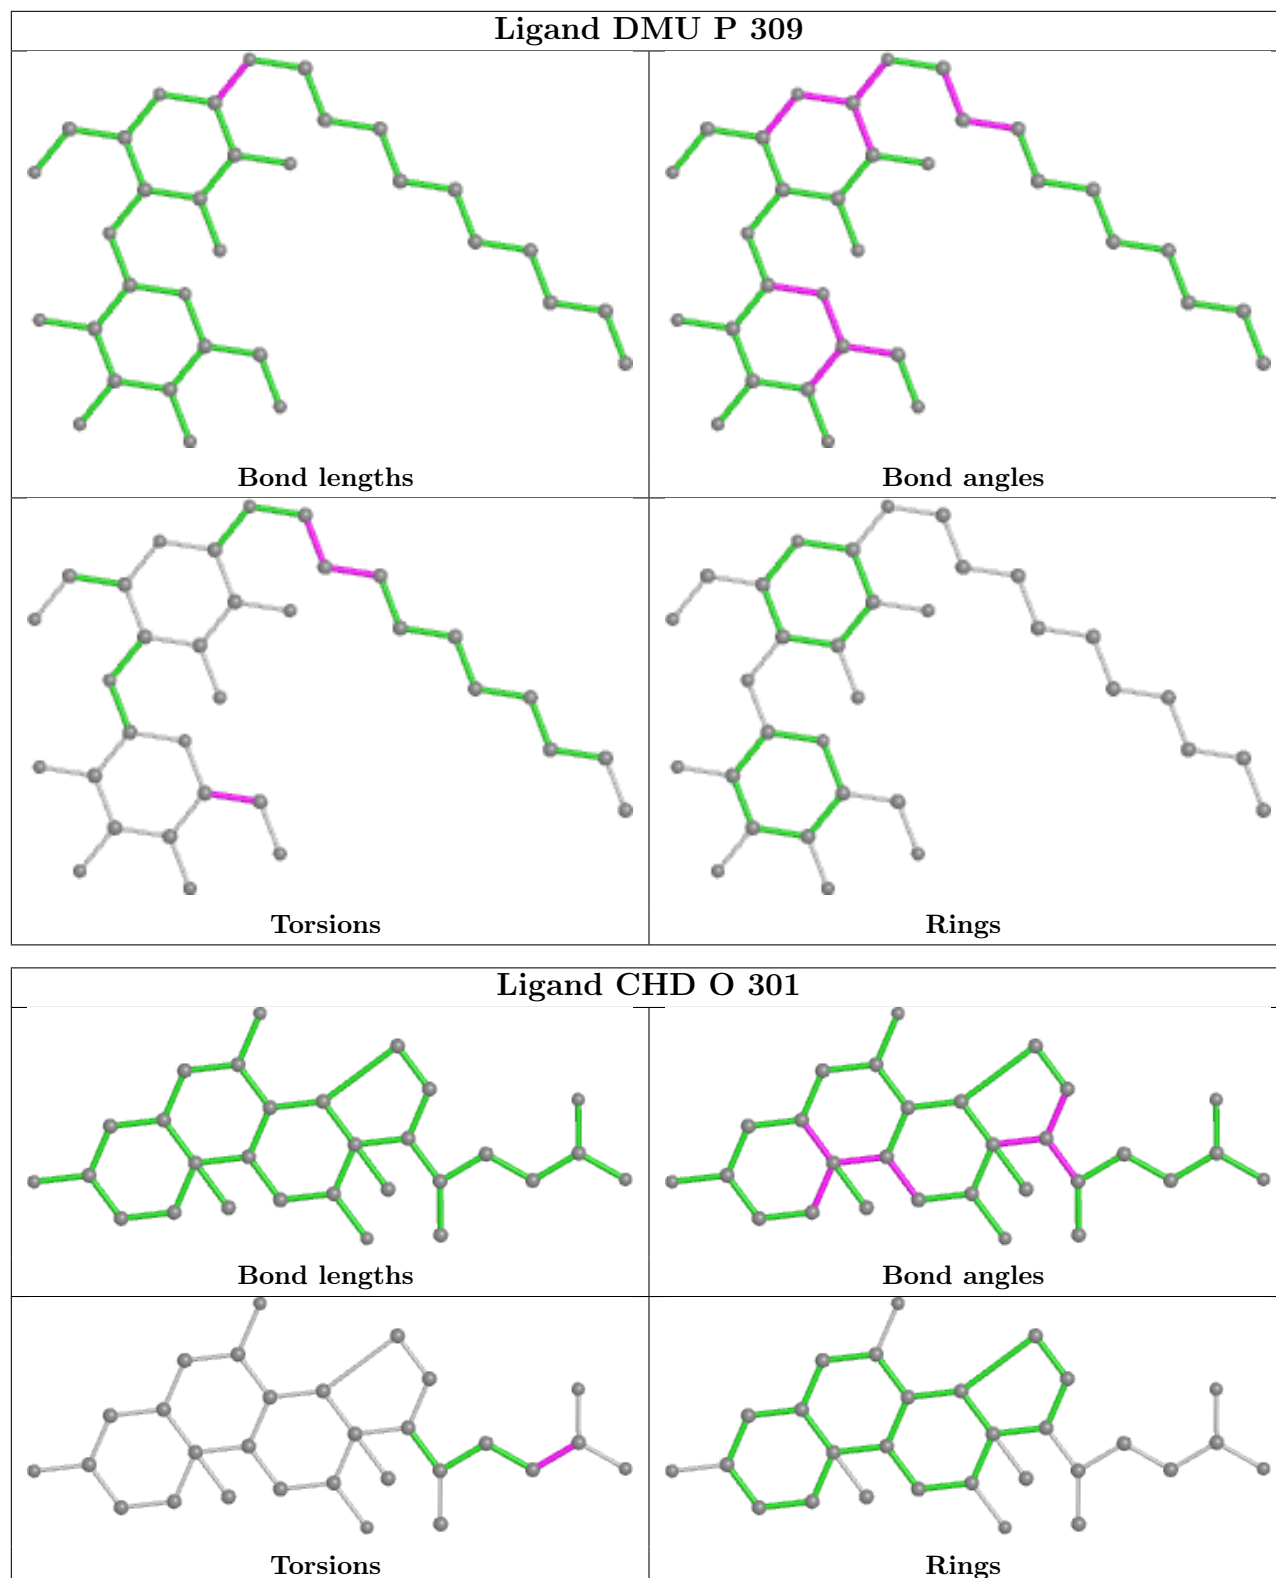 Ligand DMU P 309
Bond lengths
Bond angles
Torsions
Rings
Ligand CHD O 301
Bond lengths
Bond angles
Torsions
Rings